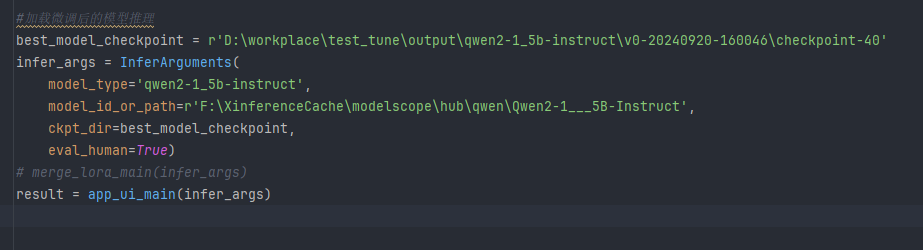 #加载微调后的模型推理
best_model_checkpoint = r'D:\workplace\test_tune\output\qwen2-1_5b-instruct\v0-20240920-160046\checkpoint-40'
infer_args = InferArguments(
    model_type='qwen2-1_5b-instruct',
    model_id_or_path=r'F:\XinferenceCache\modelscope\hub\qwen\Qwen2-1___5B-Instruct',
    ckpt_dir=best_model_checkpoint,
    eval_human=True)
# merge_lora_main(infer_args)
result = app_ui_main(infer_args)